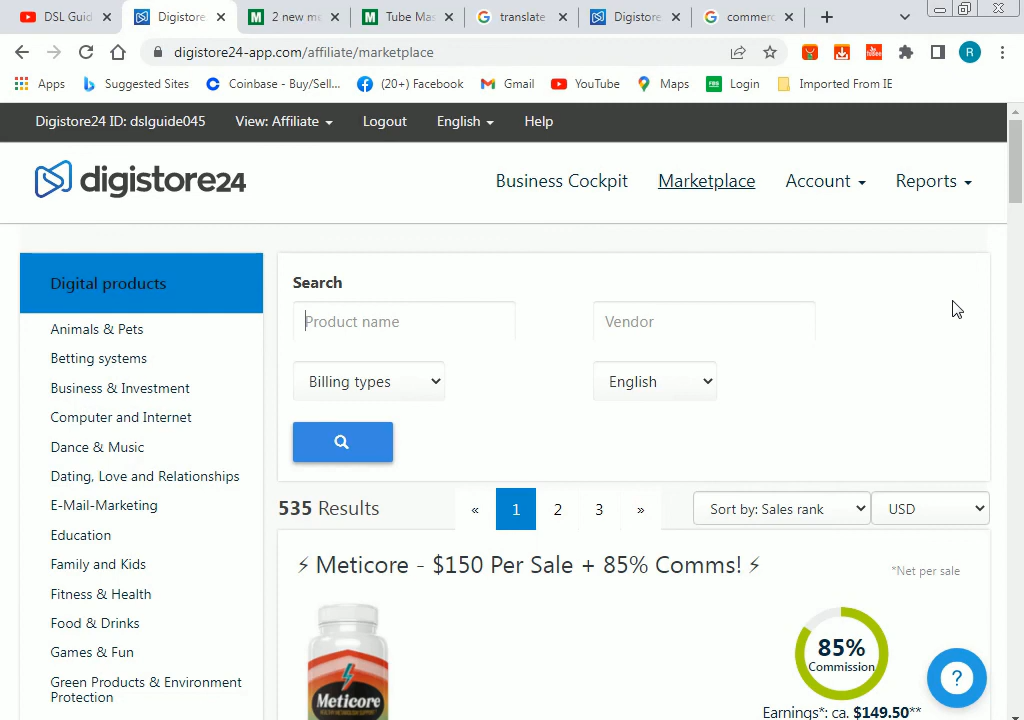 DSL Guid
Digistore
2 new m
Tube Mas
translate
Digistore
commerc
digistore24-app.com/affiliate/marketplace
R
Apps
Suggested Sites
Coinbase - Buy/Sell...
(20+) Facebook
Gmail
YouTube
Maps
Login
Imported From IE
Digistore24 ID: dslguide045
View: Affiliate
Logout
English
Help
digistore24
Business Cockpit
Marketplace
Account
Reports
Digital products
Animals & Pets
Betting systems
Business & Investment
Computer and Internet
Dance & Music
Dating, Love and Relationships
E-Mail-Marketing
Education
Family and Kids
Fitness & Health
Food & Drinks
Games & Fun
Green Products & Environment
Protection
Search
Product name
Vendor
Billing types
English
535 Results
« 1 2 3 »
Sort by: Sales rank
USD
⚡ Meticore - $150 Per Sale + 85% Comms! ⚡
*Net per sale
Meticore
85%
Commission
Earnings*: ca. $149.50**
?